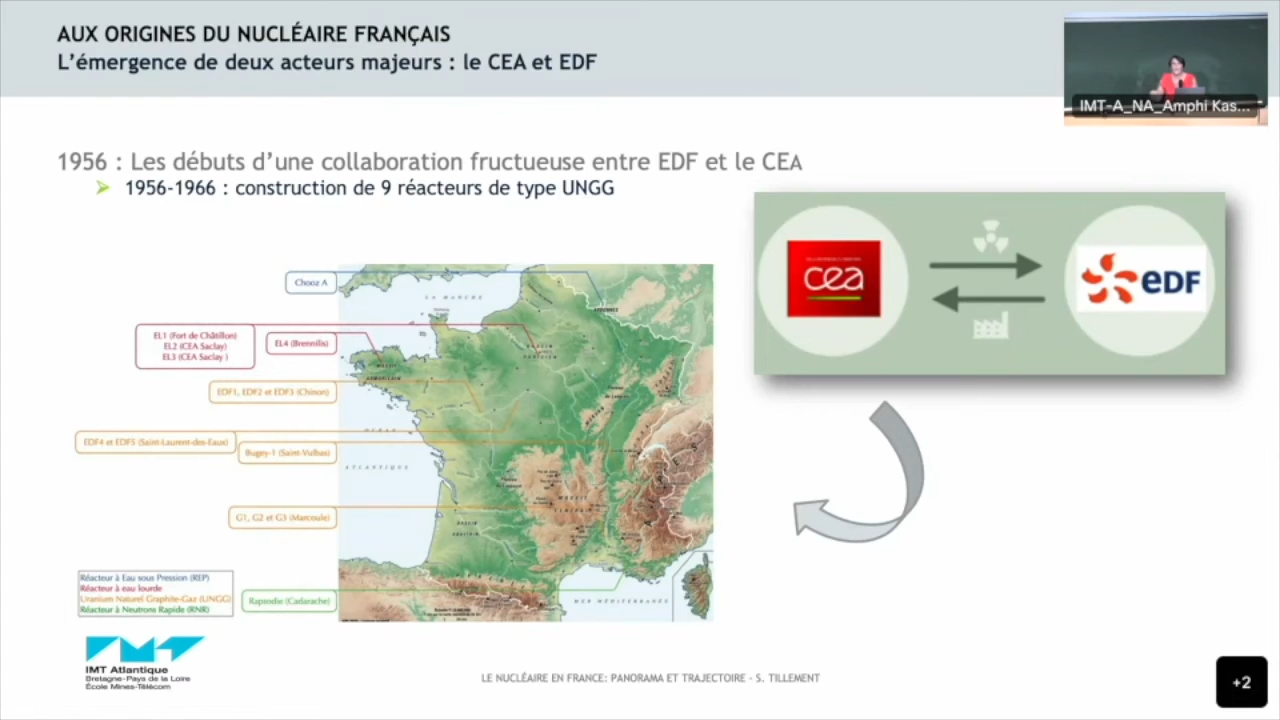 AUX ORIGINES DU NUCLÉAIRE FRANÇAIS
L'émergence de deux acteurs majeurs : le CEA et EDF
IMT-A_NA_Amphi Kas...
1956 : Les débuts d'une collaboration fructueuse entre EDF et le CEA
1956-1966 : construction de 9 réacteurs de type UNGG
cea
EDF
Chooz A
LA MANCHE
EL1 (Fort de Châtillon)
EL2 (CEA Saclay)
EL3 (CEA Saclay )
EL4 (Brennilis)
EDF1, EDF2 et EDF3 (Chinon)
EDF4 et EDF5 (Saint-Laurent-des-Eaux)
Bugey-1 (Saint-Vulbas)
ATLANTIQUE
G1, G2 et G3 (Marcoule)
Réacteur à Eau sous Pression (REP)
Réacteur à eau lourde
Uranium Naturel Graphite-Gaz (UNGG)
Réacteur à Neutrons Rapide (RNR)
Rapsodie (Cadarache)
MER MÉDITERRANÉE
IMT Atlantique
Bretagne-Pays de la Loire
École Mines-Télécom
LE NUCLÉAIRE EN FRANCE: PANORAMA ET TRAJECTOIRE - S. TILLEMENT
+2